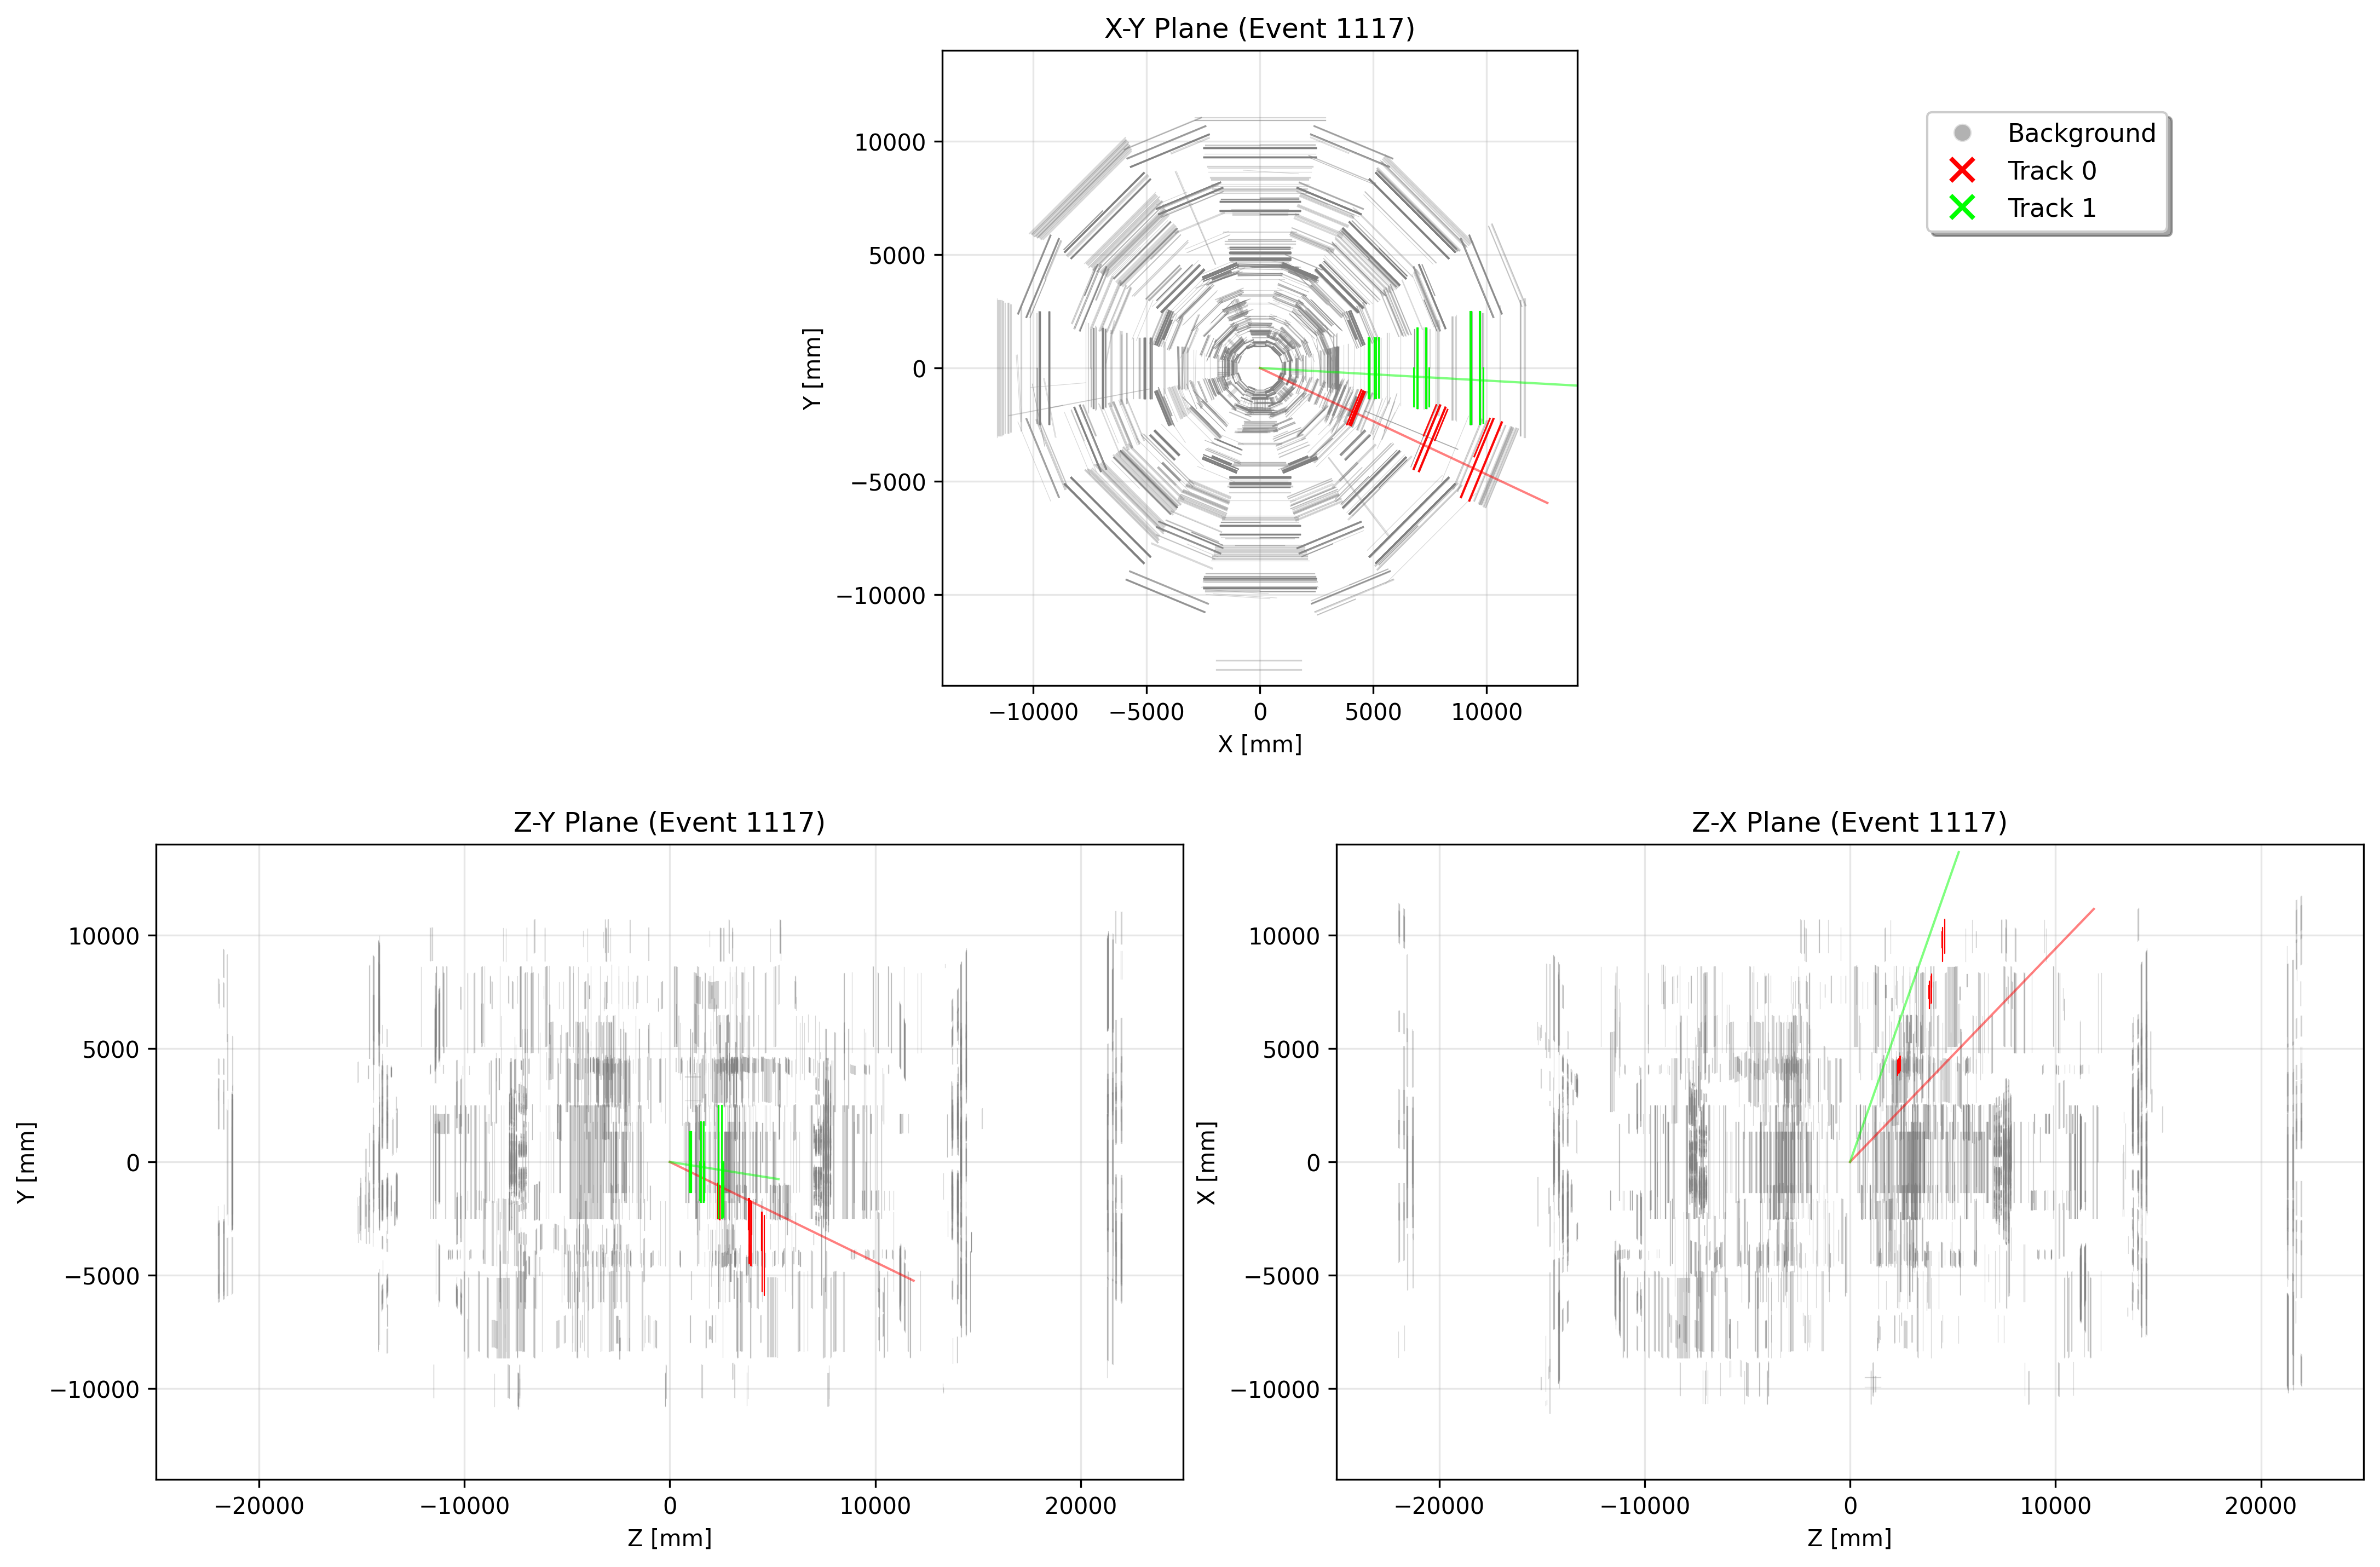 X-Y Plane (Event 1117)
Background
Track 0
Track 1
10000
5000
0
−5000
−10000
Y [mm]
−10000 −5000 0 5000 10000
X [mm]
Z-Y Plane (Event 1117)
10000
5000
0
−5000
−10000
Y [mm]
−20000 −10000 0 10000 20000
Z [mm]
Z-X Plane (Event 1117)
10000
5000
0
−5000
−10000
X [mm]
−20000 −10000 0 10000 20000
Z [mm]